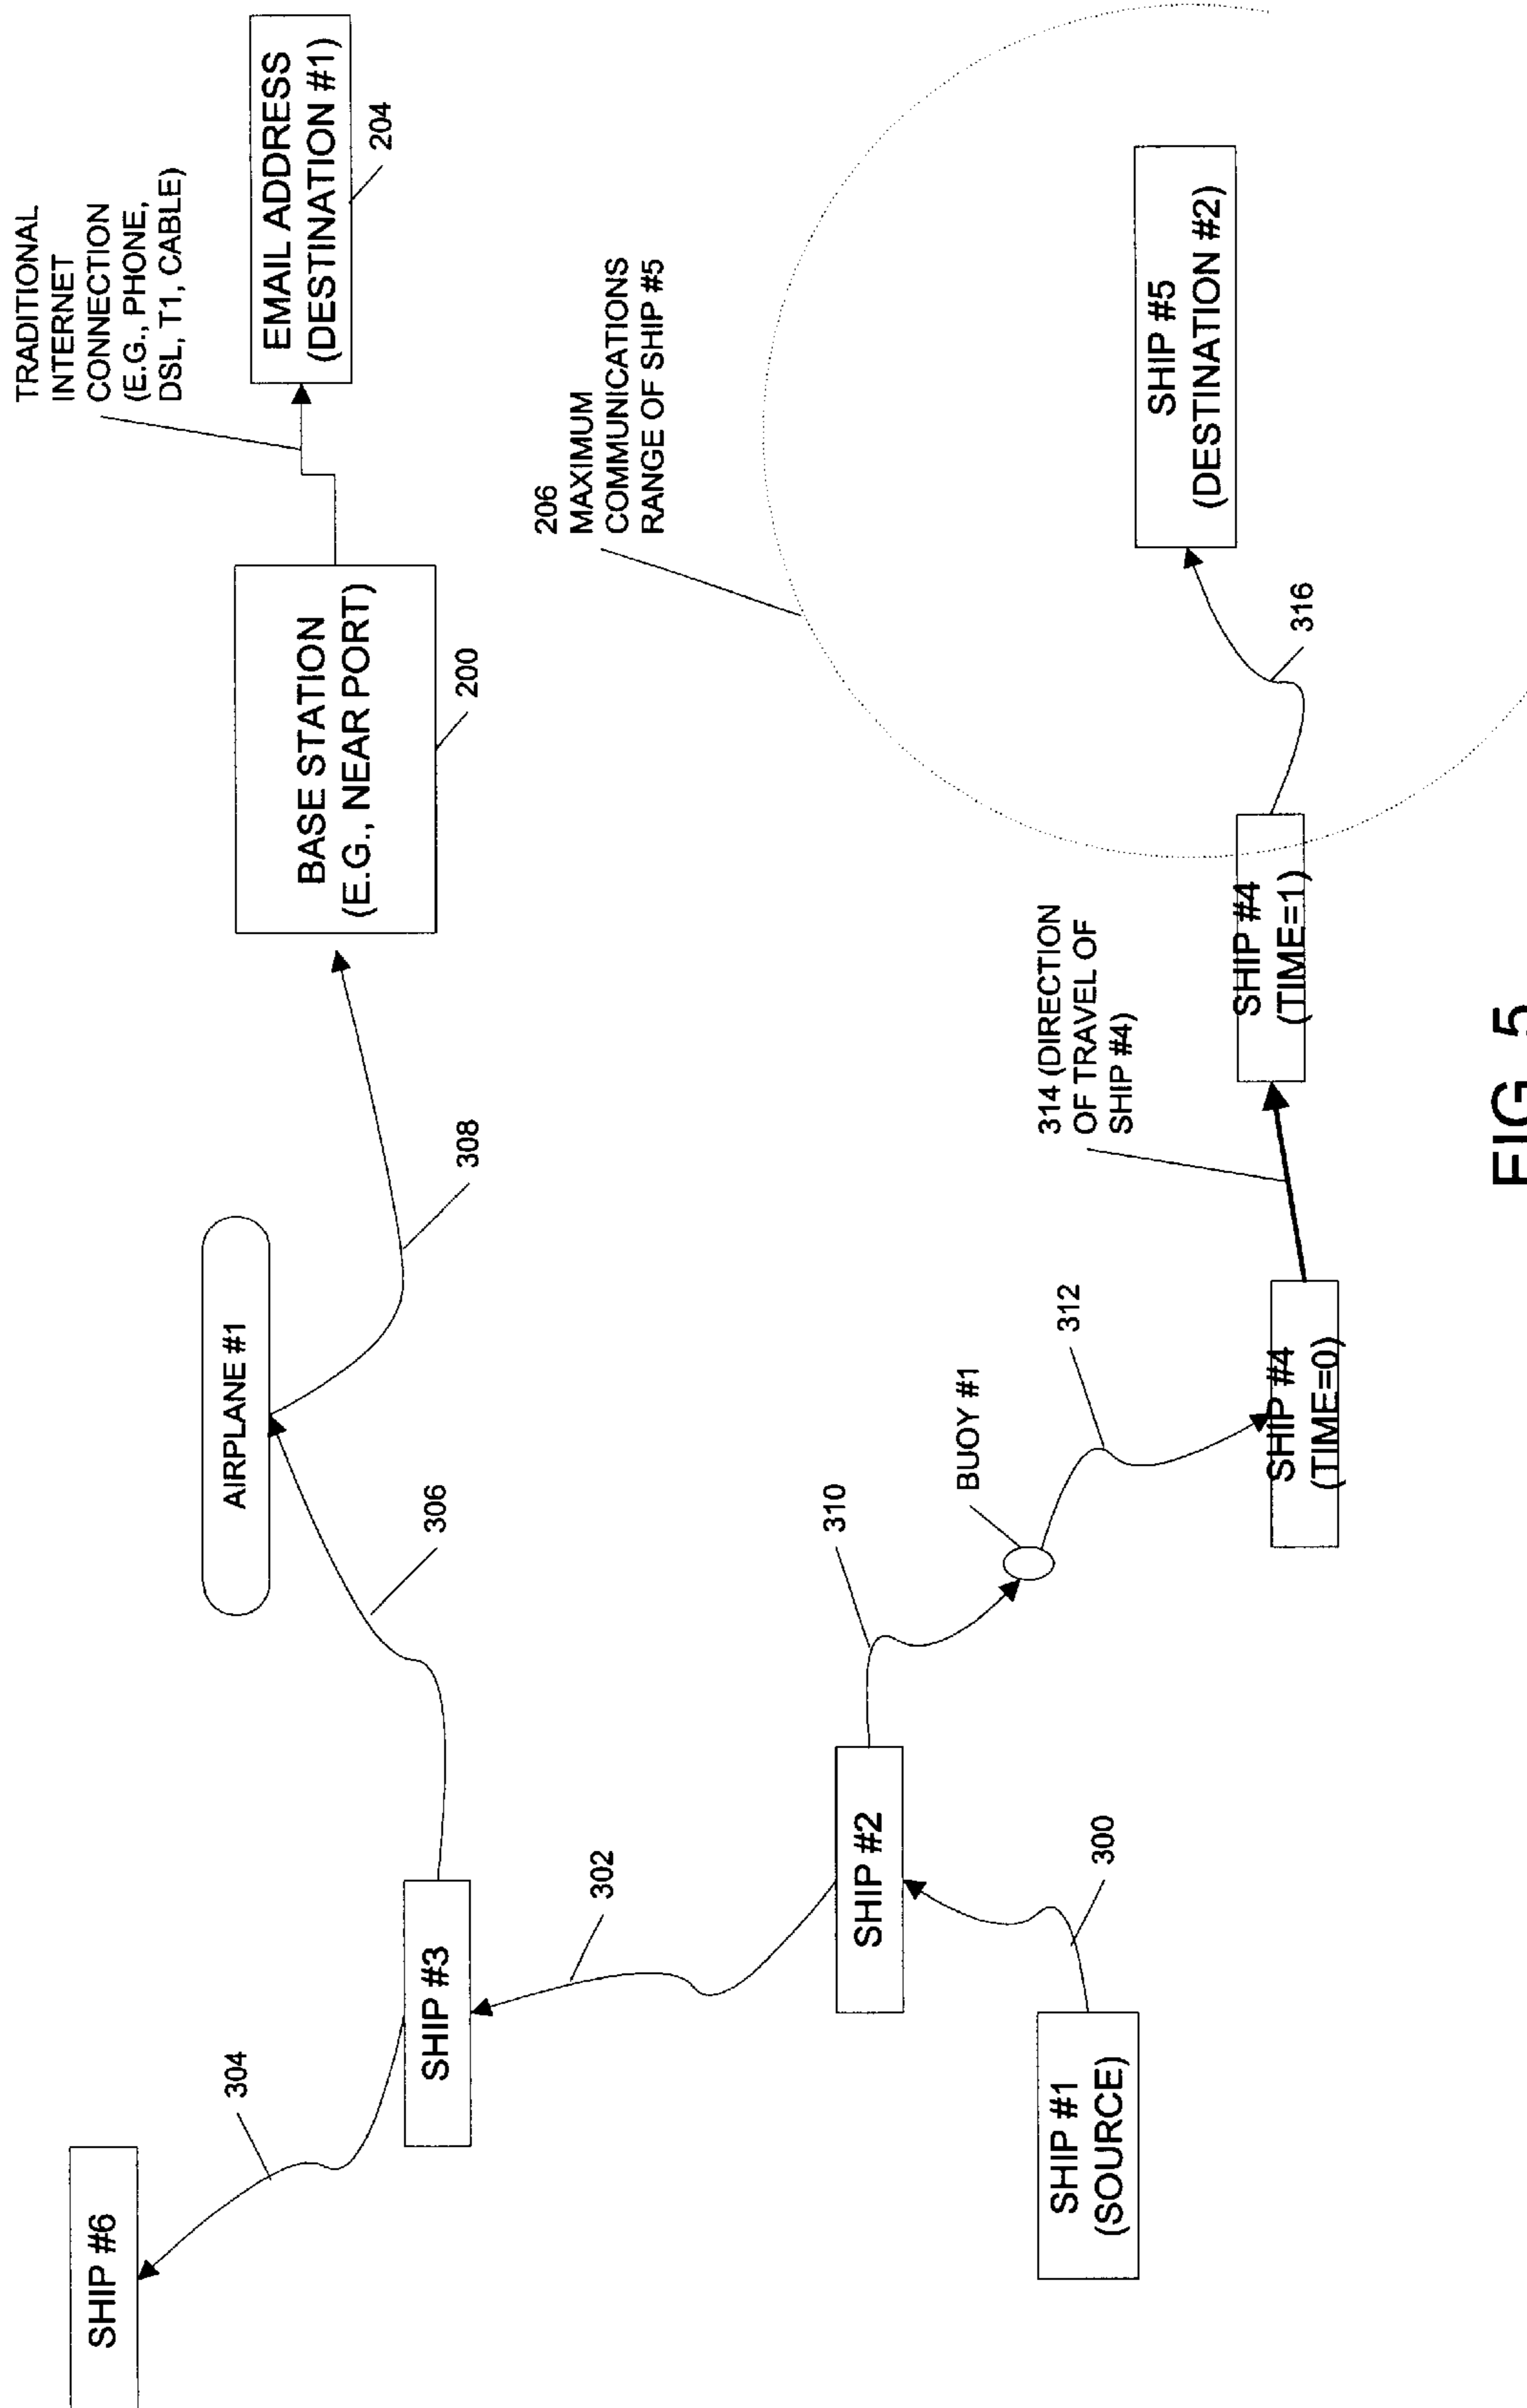 TRADITIONAL
INTERNET
CONNECTION
(E.G., PHONE,
DSL, T1, CABLE)
SHIP #6
304
AIRPLANE #1
BASE STATION
(E.G., NEAR PORT)
200
EMAIL ADDRESS
(DESTINATION #1)
204
SHIP #3
306
308
302
206
MAXIMUM
COMMUNICATIONS
RANGE OF SHIP #5
SHIP #2
310
BUOY #1
312
314 (DIRECTION
OF TRAVEL OF
SHIP #4)
SHIP #1
(SOURCE)
300
SHIP #4
(TIME=0)
SHIP #4
(TIME=1)
316
SHIP #5
(DESTINATION #2)
FIG. 5